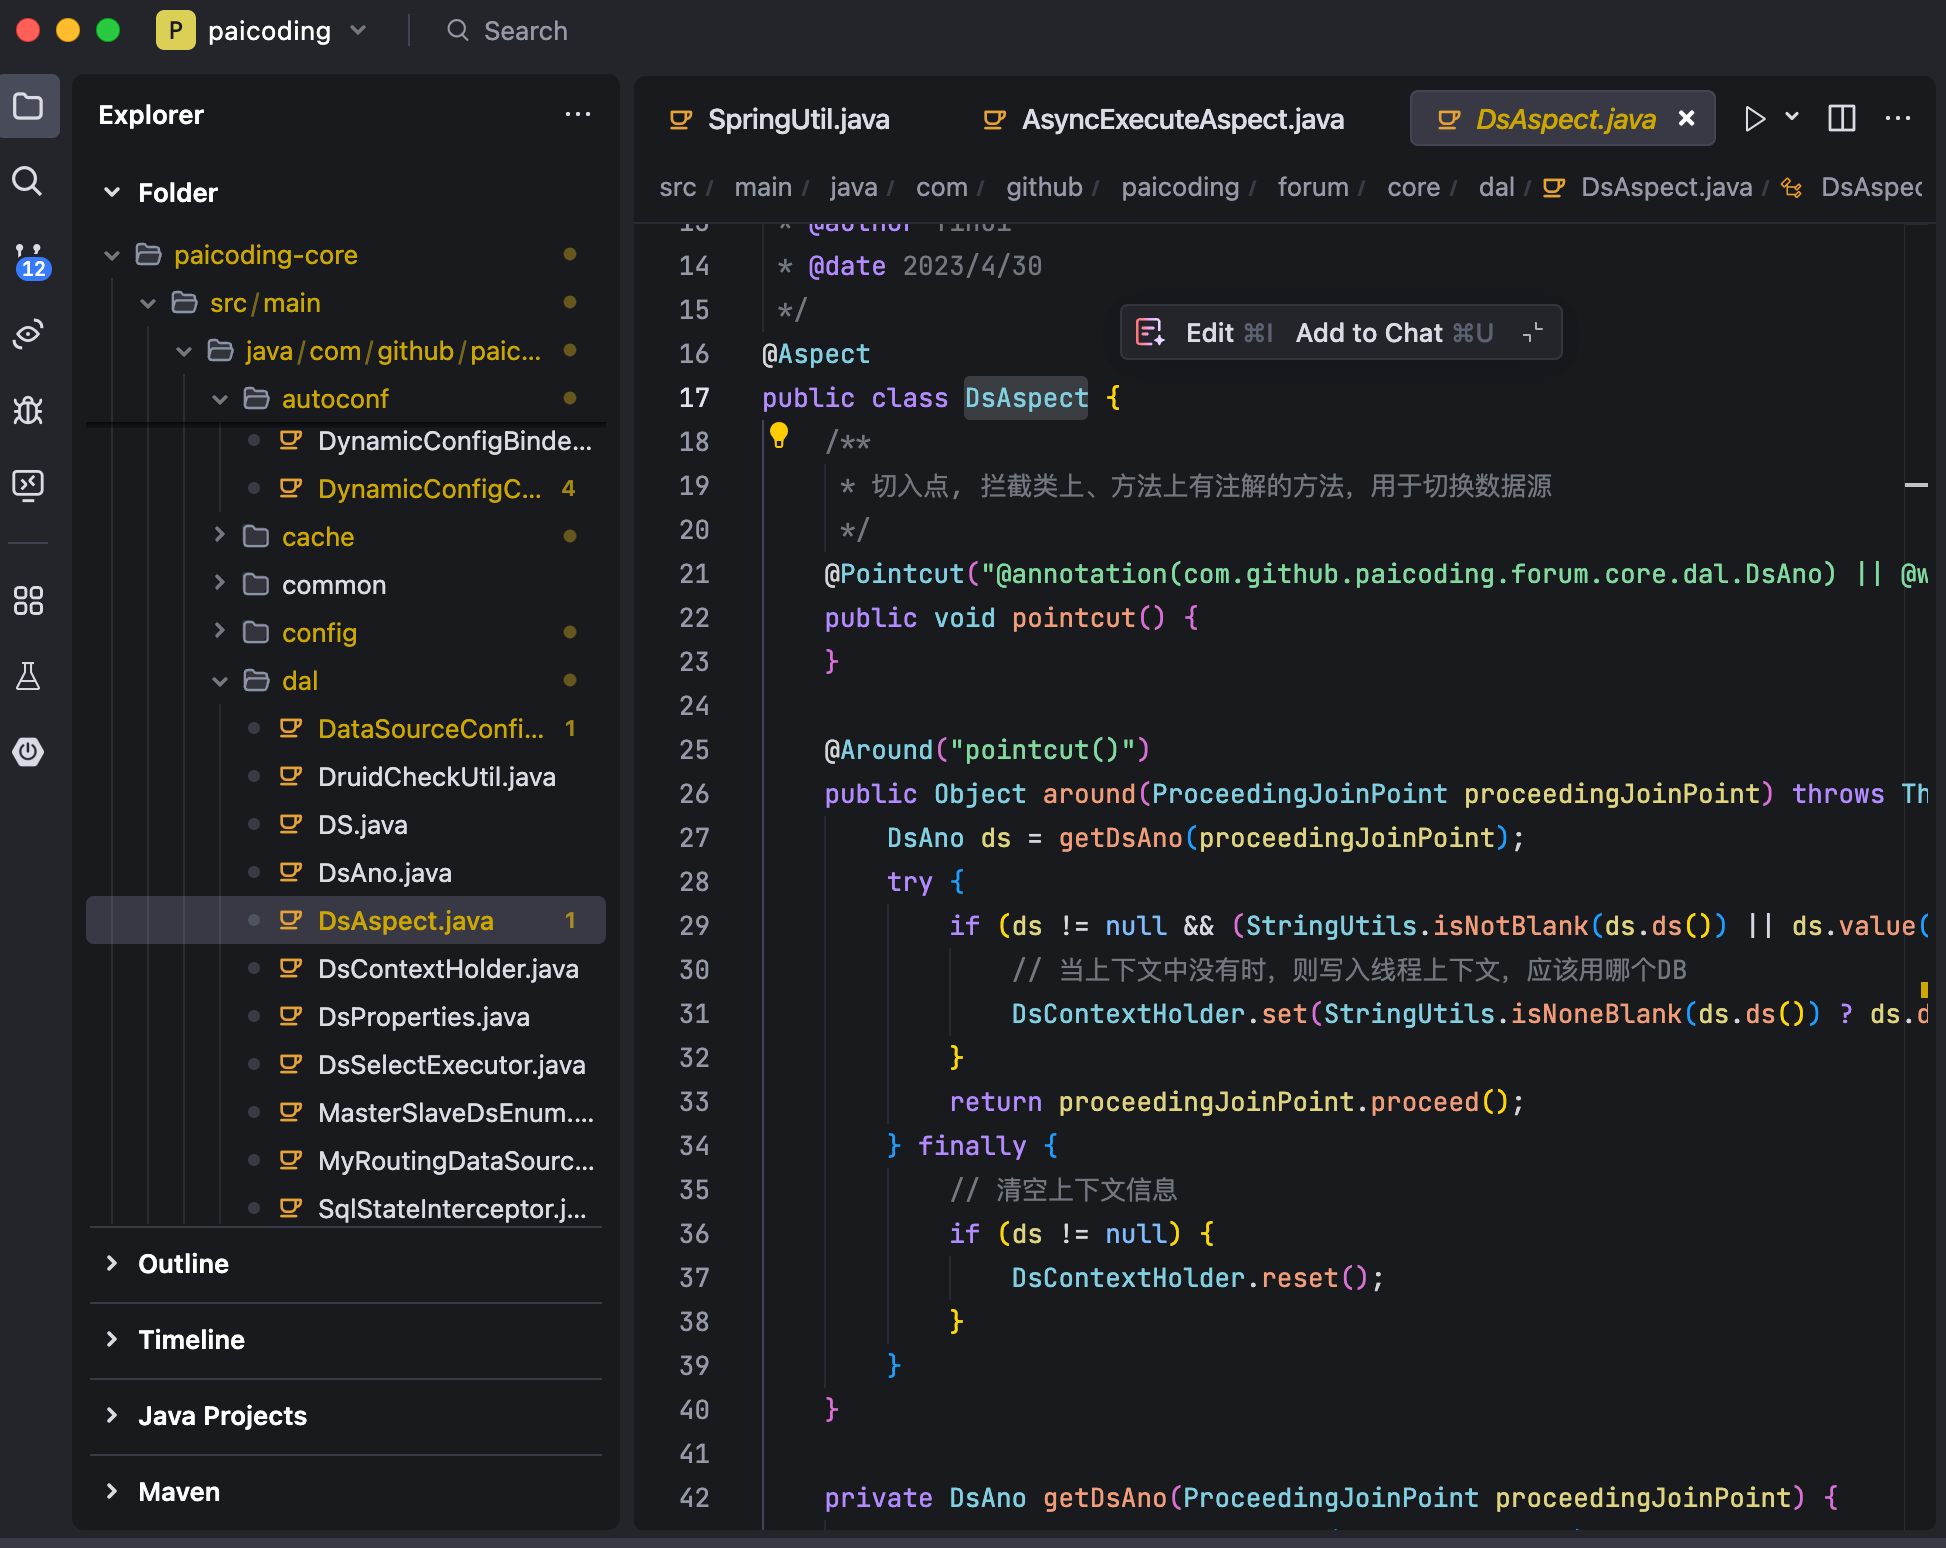 P paicoding
Search
Explorer
Folder
paicoding-core
src/main
java/com/github/paic...
autoconf
DynamicConfigBinde...
DynamicConfigC... 4
cache
common
config
dal
DataSourceConfi... 1
DruidCheckUtil.java
DS.java
DsAno.java
DsAspect.java 1
DsContextHolder.java
DsProperties.java
DsSelectExecutor.java
MasterSlaveDsEnum....
MyRoutingDataSourc...
SqlStateInterceptor.j...
Outline
Timeline
Java Projects
Maven
12
SpringUtil.java AsyncExecuteAspect.java DsAspect.java
src / main / java / com / github / paicoding / forum / core / dal / DsAspect.java / DsAspec
13 * @author
14 * @date 2023/4/30
15 */
Edit ⌘I Add to Chat ⌘U
16 @Aspect
17 public class DsAspect {
18 /**
19 * 切入点, 拦截类上、方法上有注解的方法，用于切换数据源
20 */
21 @Pointcut("@annotation(com.github.paicoding.forum.core.dal.DsAno) || @w
22 public void pointcut() {
23 }
24
25 @Around("pointcut()")
26 public Object around(ProceedingJoinPoint proceedingJoinPoint) throws Th
27 DsAno ds = getDsAno(proceedingJoinPoint);
28 try {
29 if (ds != null && (StringUtils.isNotBlank(ds.ds()) || ds.value(
30 // 当上下文中没有时，则写入线程上下文，应该用哪个DB
31 DsContextHolder.set(StringUtils.isNoneBlank(ds.ds()) ? ds.d
32 }
33 return proceedingJoinPoint.proceed();
34 } finally {
35 // 清空上下文信息
36 if (ds != null) {
37 DsContextHolder.reset();
38 }
39 }
40 }
41
42 private DsAno getDsAno(ProceedingJoinPoint proceedingJoinPoint) {